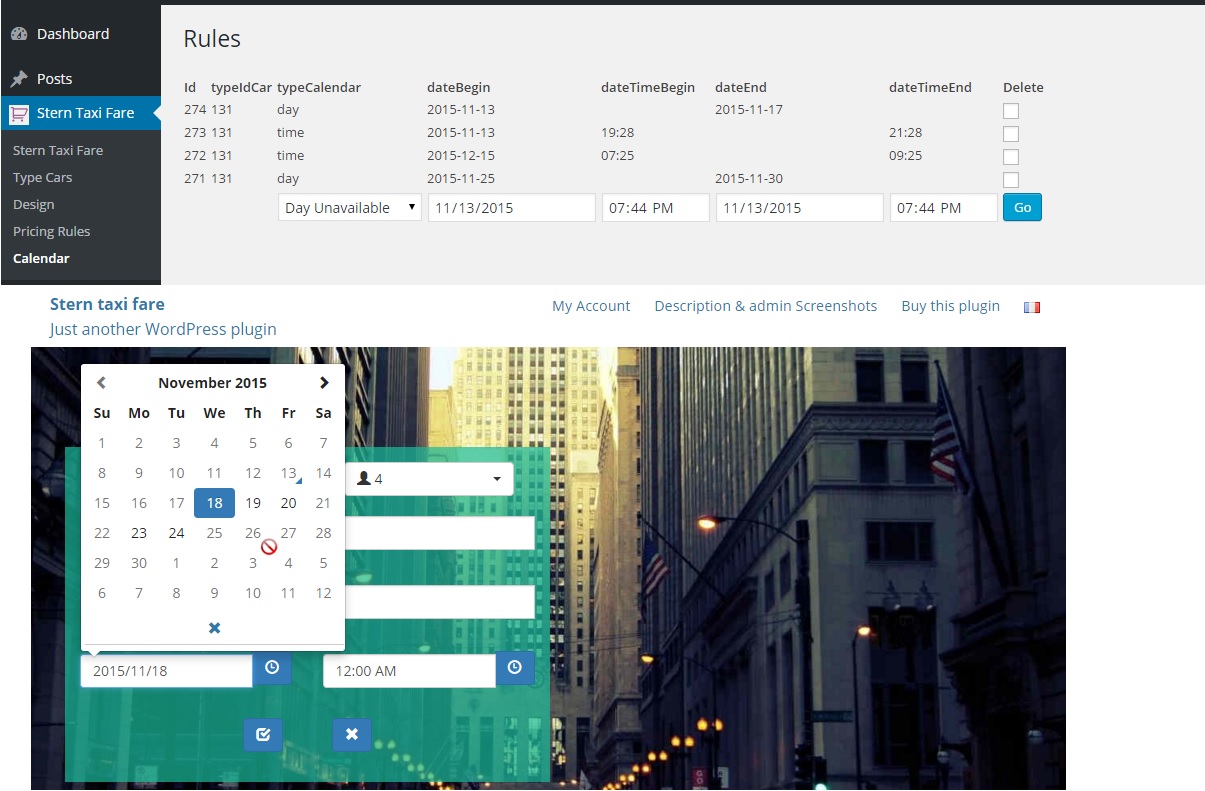 Dashboard
Posts
Stern Taxi Fare
Stern Taxi Fare
Type Cars
Design
Pricing Rules
Calendar
Rules
Id typeIdCar typeCalendar dateBegin dateTimeBegin dateEnd dateTimeEnd Delete
274 131 day 2015-11-13 2015-11-17
273 131 time 2015-11-13 19:28 21:28
272 131 time 2015-12-15 07:25 09:25
271 131 day 2015-11-25 2015-11-30
Day Unavailable 11/13/2015 07:44 PM 11/13/2015 07:44 PM Go
Stern taxi fare
Just another WordPress plugin
My Account Description & admin Screenshots Buy this plugin
November 2015
Su Mo Tu We Th Fr Sa
1 2 3 4 5 6 7
8 9 10 11 12 13 14
15 16 17 18 19 20 21
22 23 24 25 26 27 28
29 30 1 2 3 4 5
6 7 8 9 10 11 12
4
2015/11/18
12:00 AM